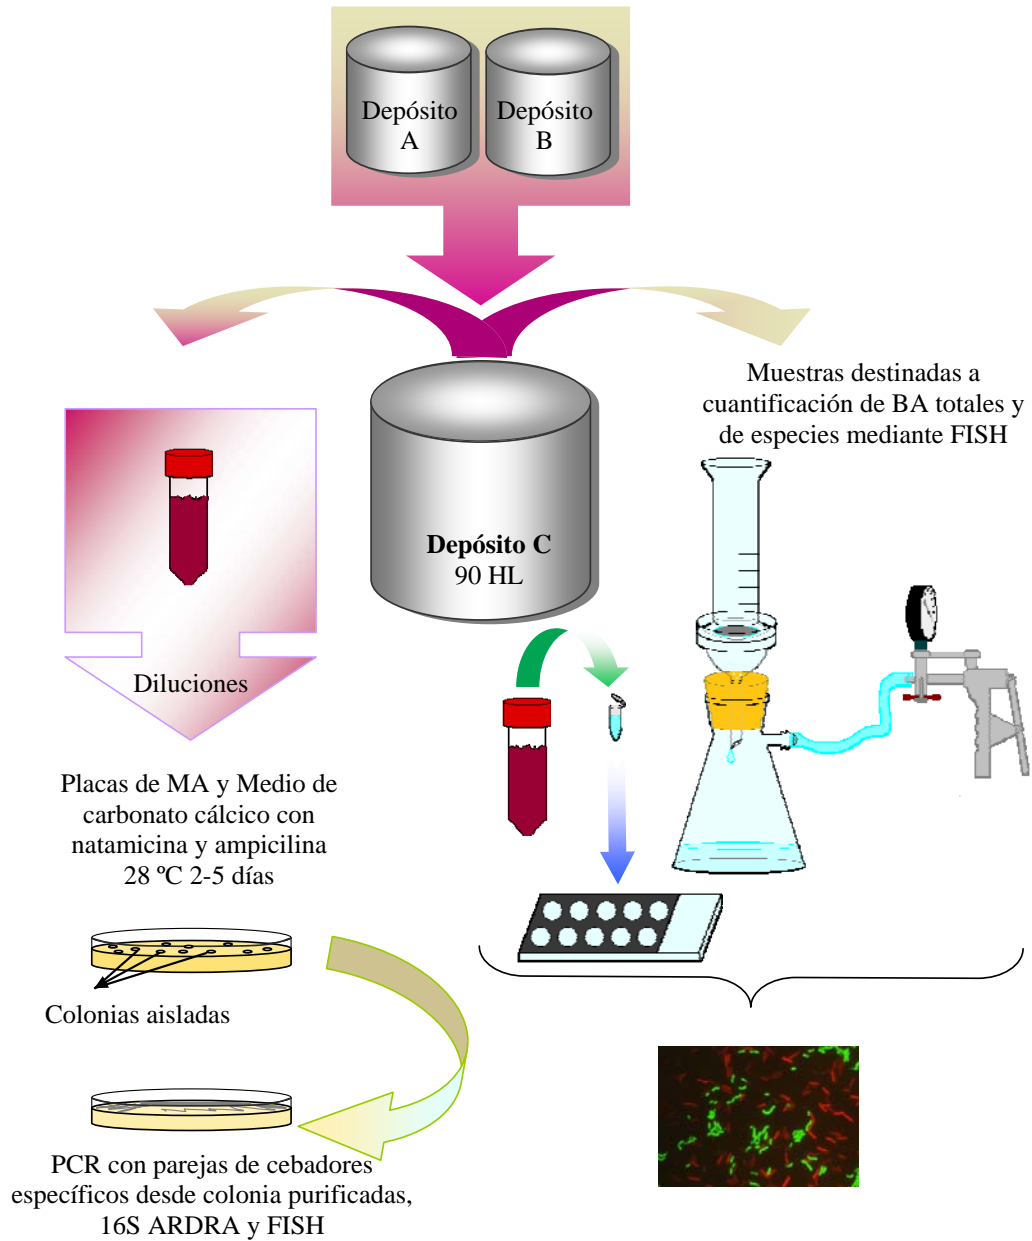 Depósito
A
Depósito
B
Muestras destinadas a
cuantificación de BA totales y
de especies mediante FISH
Depósito C
90 HL
Diluciones
Placas de MA y Medio de
carbonato cálcico con
natamicina y ampicilina
28 ºC 2-5 días
Colonias aisladas
PCR con parejas de cebadores
específicos desde colonia purificadas,
16S ARDRA y FISH